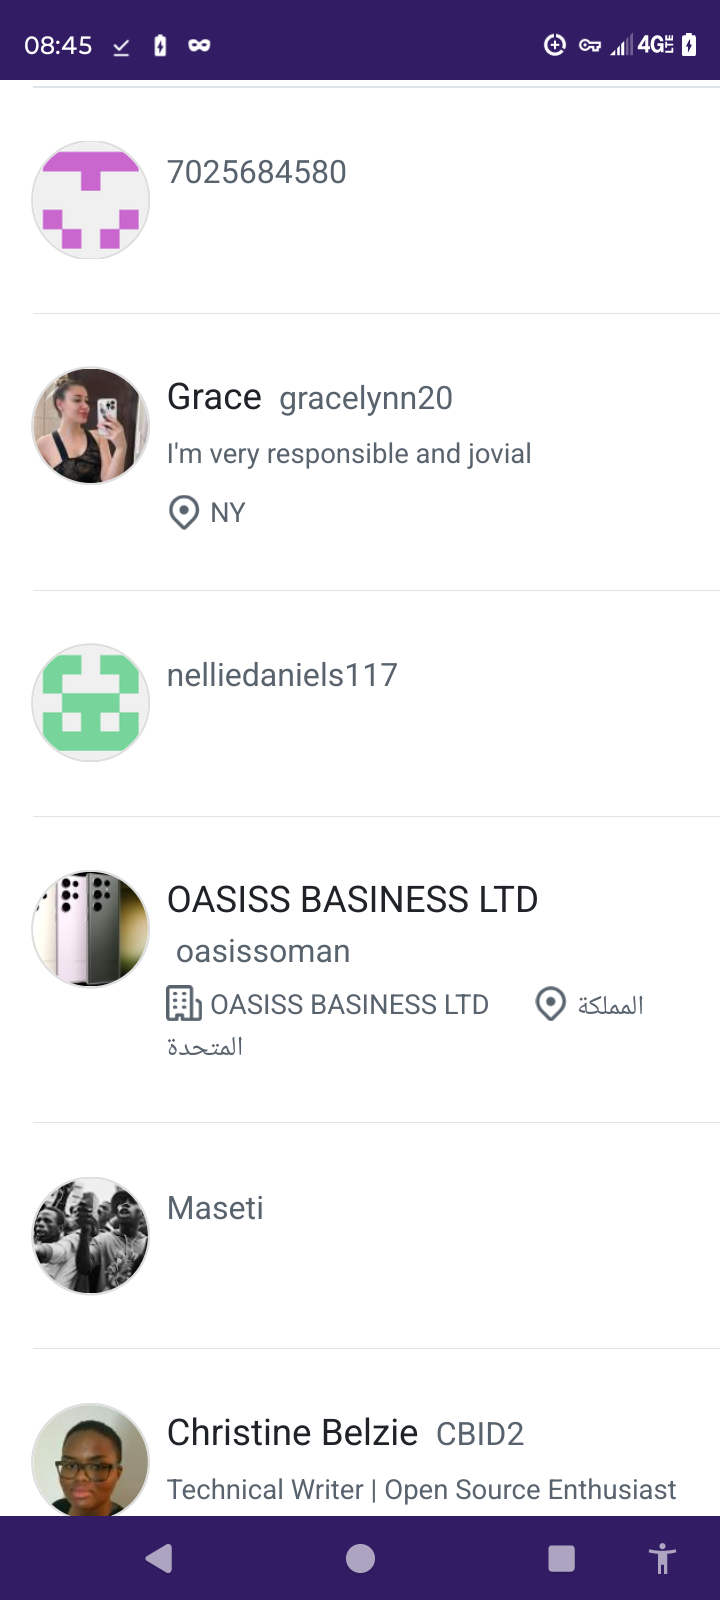 08:45 4G LTE
7025684580
Grace gracelynn20
I'm very responsible and jovial
NY
nelliedaniels117
OASISS BASINESS LTD
oasissoman
OASISS BASINESS LTD المملكة
المتحدة
Maseti
Christine Belzie CBID2
Technical Writer | Open Source Enthusiast